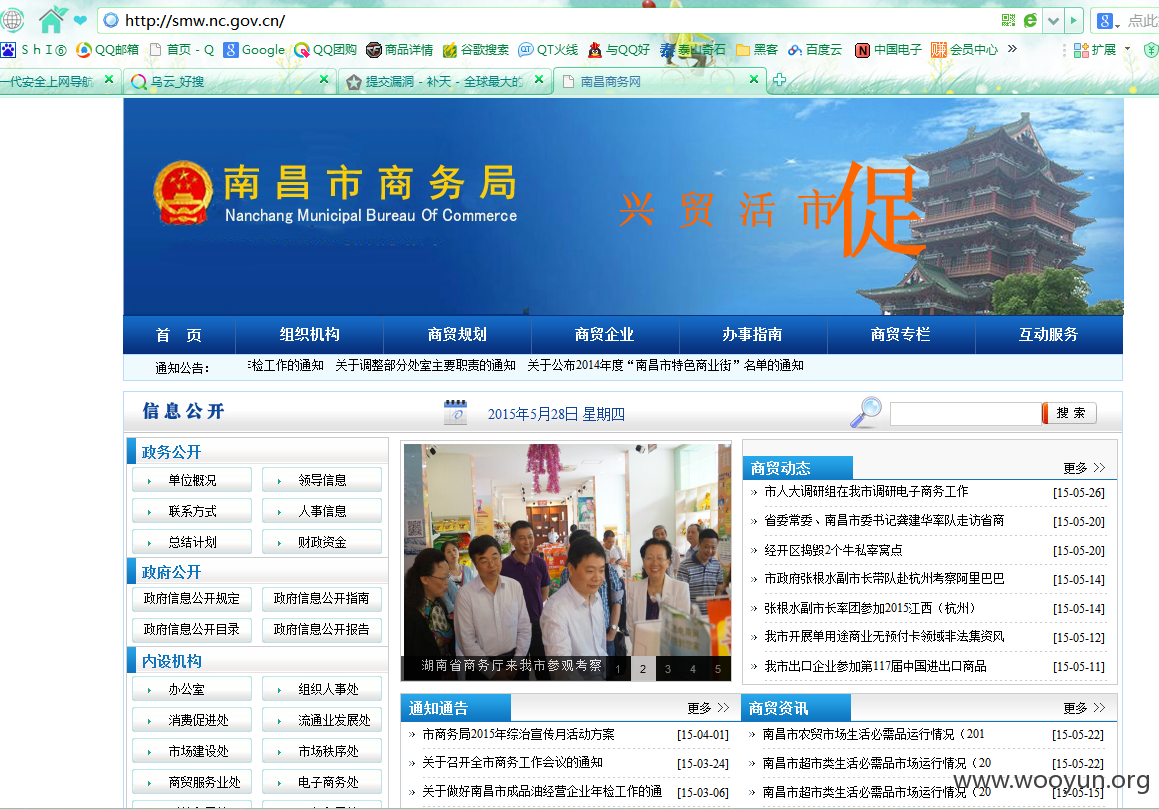 http://smw.nc.gov.cn/ 点此
S h I ⑥ QQ邮箱 首页 - Q Google QQ团购 商品详情 谷歌搜索 QT火线 与QQ好 泰山奇石 黑客 百度云 中国电子 会员中心 » 扩展
一代安全上网导航 乌云_好搜 提交漏洞 - 补天 - 全球最大的 南昌商务网
南昌市商务局
Nanchang Municipal Bureau Of Commerce
兴贸活市促
首 页 组织机构 商贸规划 商贸企业 办事指南 商贸专栏 互动服务
通知公告: 检工作的通知 关于调整部分处室主要职责的通知 关于公布2014年度“南昌市特色商业街”名单的通知
信息公开 2015年5月28日 星期四 搜 索
政务公开
单位概况 领导信息
联系方式 人事信息
总结计划 财政资金
政府公开
政府信息公开规定 政府信息公开指南
政府信息公开目录 政府信息公开报告
内设机构
办公室 组织人事处
消费促进处 流通业发展处
市场建设处 市场秩序处
商贸服务业处 电子商务处
湖南省商务厅来我市参观考察 1 2 3 4 5
商贸动态 更多 >>
» 市人大调研组在我市调研电子商务工作 [15-05-26]
» 省委常委、南昌市委书记龚建华率队走访省商 [15-05-20]
» 经开区捣毁2个牛私宰窝点 [15-05-20]
» 市政府张根水副市长带队赴杭州考察阿里巴巴 [15-05-14]
» 张根水副市长率团参加2015江西（杭州） [15-05-14]
» 我市开展单用途商业无预付卡领域非法集资风 [15-05-12]
» 我市出口企业参加第117届中国进出口商品 [15-05-11]
通知通告 更多 >>
» 市商务局2015年综治宣传月活动方案 [15-04-01]
» 关于召开全市商务工作会议的通知 [15-03-24]
» 关于做好南昌市成品油经营企业年检工作的通 [15-03-06]
商贸资讯 更多 >>
» 南昌市农贸市场生活必需品运行情况（201 [15-05-22]
» 南昌市超市类生活必需品市场运行情况（20 [15-05-22]
» 南昌市超市类生活必需品市场运行情况（20 [15-05-15]
www.wooyun.org